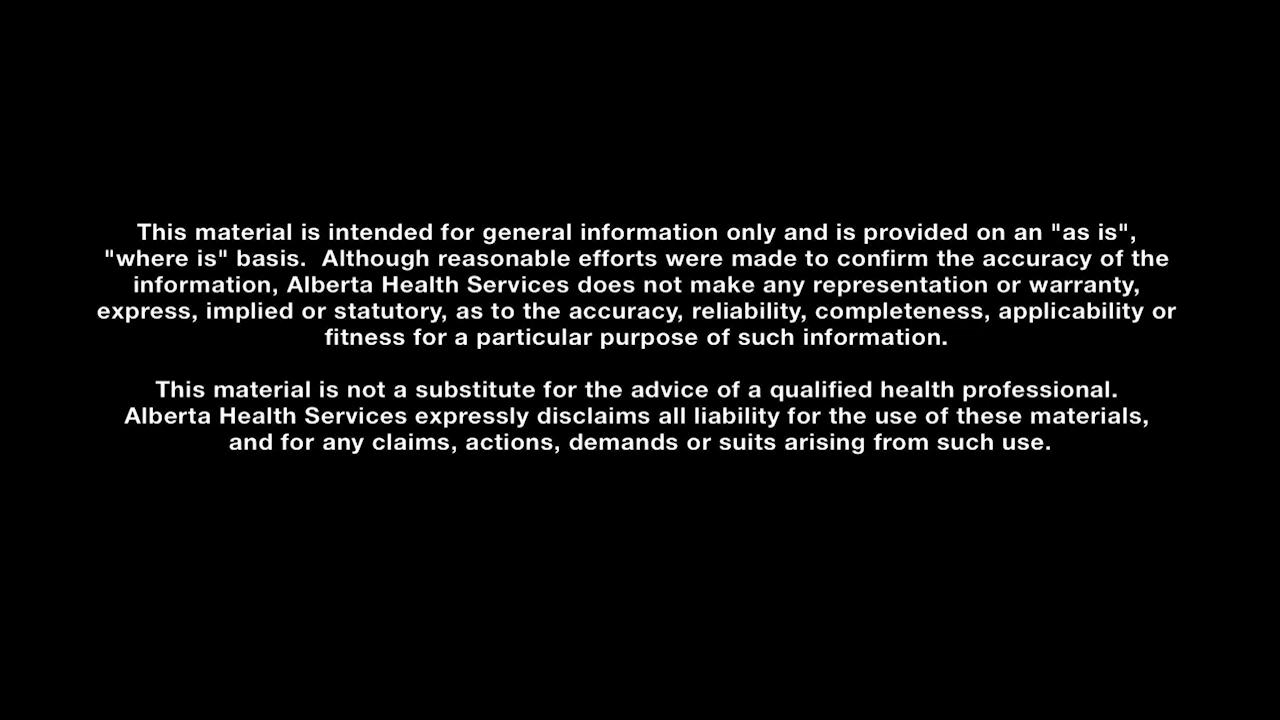 This material is intended for general information only and is provided on an "as is",
"where is" basis.  Although reasonable efforts were made to confirm the accuracy of the
information, Alberta Health Services does not make any representation or warranty,
express, implied or statutory, as to the accuracy, reliability, completeness, applicability or
fitness for a particular purpose of such information.

This material is not a substitute for the advice of a qualified health professional.
Alberta Health Services expressly disclaims all liability for the use of these materials,
and for any claims, actions, demands or suits arising from such use.